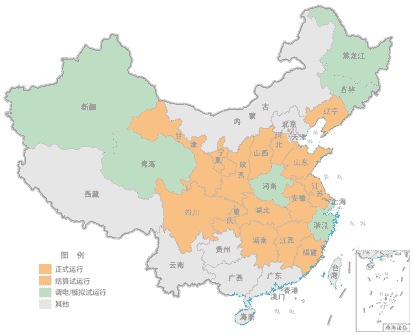 黑龙江
吉林
辽宁
新疆
内
蒙
古
北京
天津
河
北
山西
山东
甘
肃
宁
夏
青海
陕
西
河南
江
苏
安徽
上海
西藏
四川
重
庆
湖北
浙江
湖南
江西
福建
贵州
云南
广西
广东
台
湾
香港
澳门
海南
图 例
正式运行
结算试运行
调电/模拟试运行
其他
南海诸岛